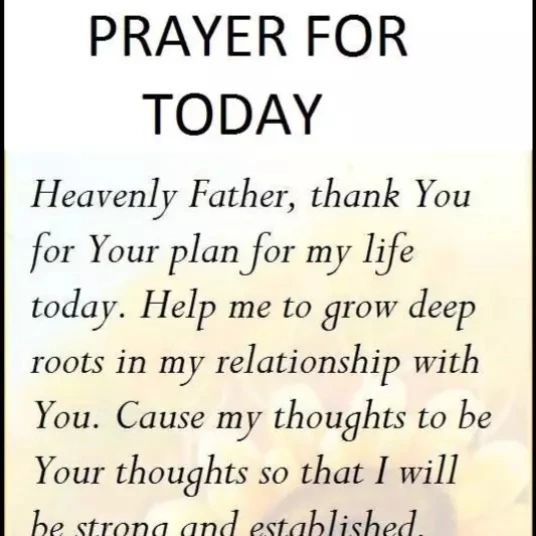 PRAYER FOR
TODAY
Heavenly Father, thank You
for Your plan for my life
today. Help me to grow deep
roots in my relationship with
You. Cause my thoughts to be
Your thoughts so that I will
be strong and established.